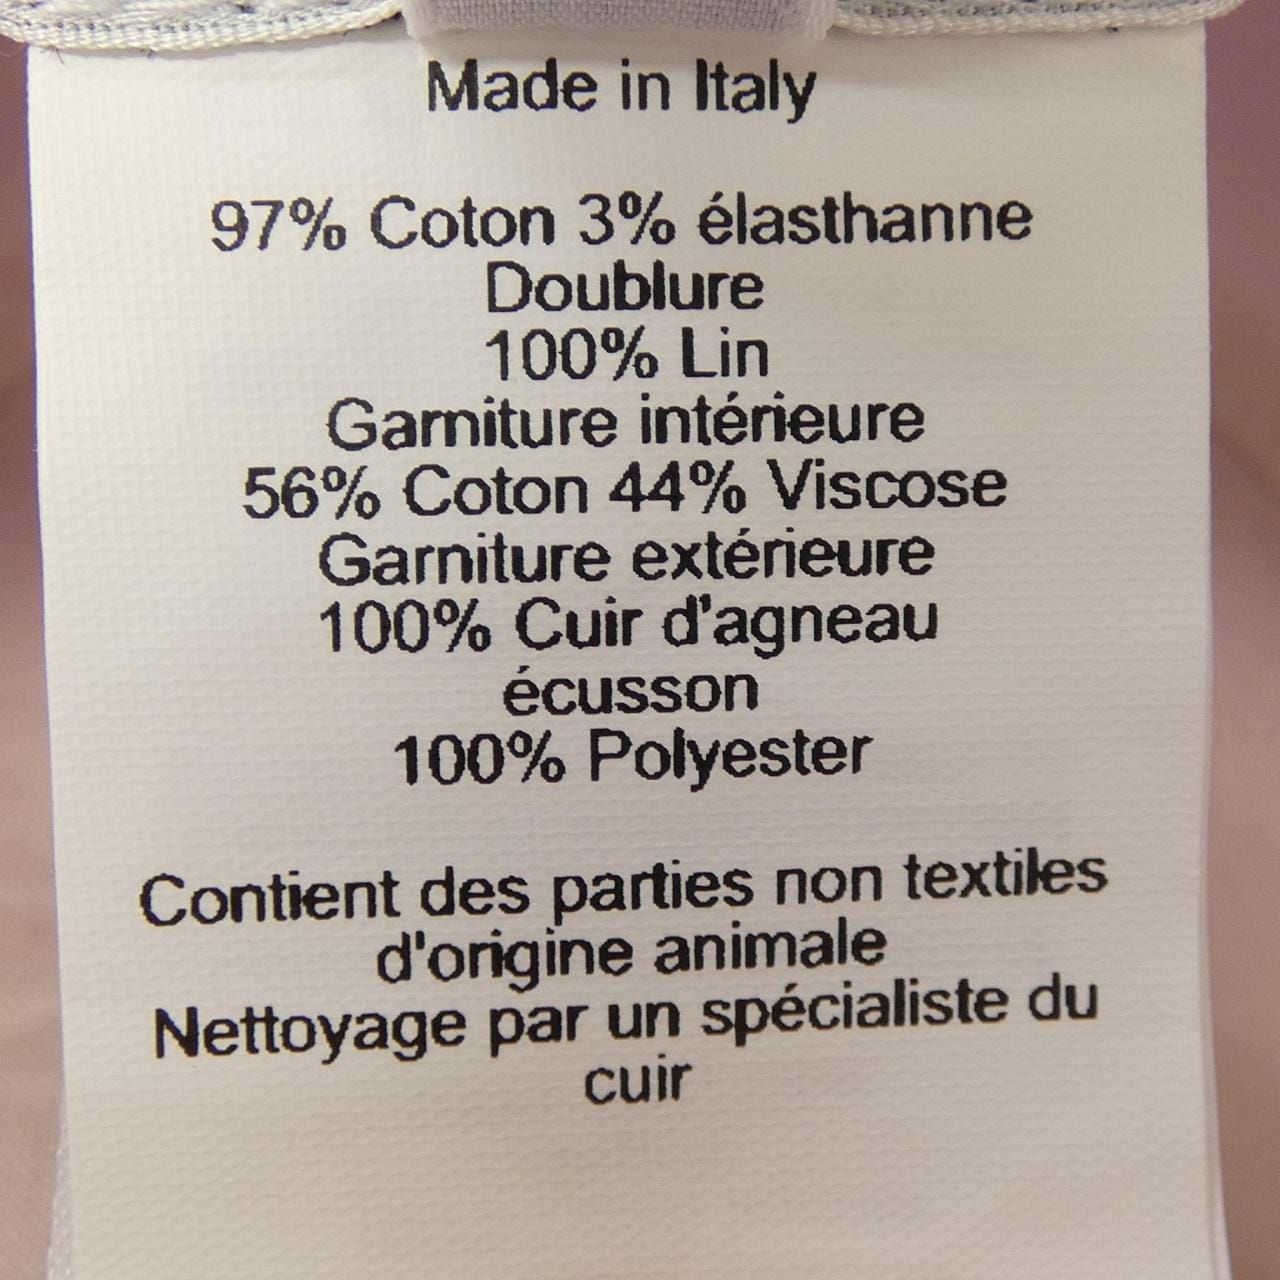 Made in Italy
97% Coton 3% élasthanne
Doublure
100% Lin
Garniture intérieure
56% Coton 44% Viscose
Garniture extérieure
100% Cuir d'agneau
écusson
100% Polyester
Contient des parties non textiles
d'origine animale
Nettoyage par un spécialiste du
cuir